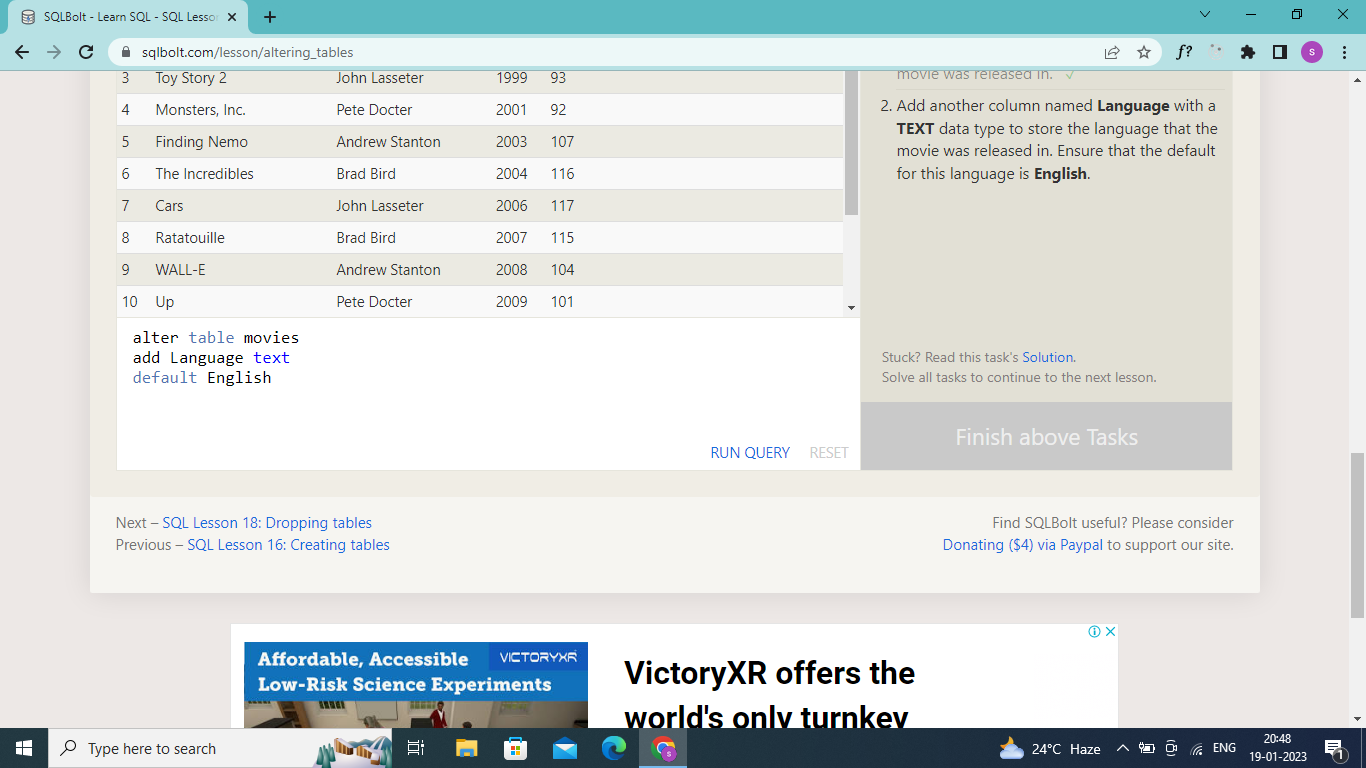 SQLBolt - Learn SQL - SQL Lesson
sqlbolt.com/lesson/altering_tables
f?
s
3 Toy Story 2 John Lasseter 1999 93
4 Monsters, Inc. Pete Docter 2001 92
5 Finding Nemo Andrew Stanton 2003 107
6 The Incredibles Brad Bird 2004 116
7 Cars John Lasseter 2006 117
8 Ratatouille Brad Bird 2007 115
9 WALL-E Andrew Stanton 2008 104
10 Up Pete Docter 2009 101
alter table movies
add Language text
default English
RUN QUERY RESET
movie was released in. ✓
2. Add another column named Language with a
TEXT data type to store the language that the
movie was released in. Ensure that the default
for this language is English.
Stuck? Read this task's Solution.
Solve all tasks to continue to the next lesson.
Finish above Tasks
Next – SQL Lesson 18: Dropping tables
Previous – SQL Lesson 16: Creating tables
Find SQLBolt useful? Please consider
Donating ($4) via Paypal to support our site.
Affordable, Accessible
Low-Risk Science Experiments
VICTORYXR
VictoryXR offers the
world's only turnkey
Type here to search
s
24°C Haze
ENG
20:48
19-01-2023
1